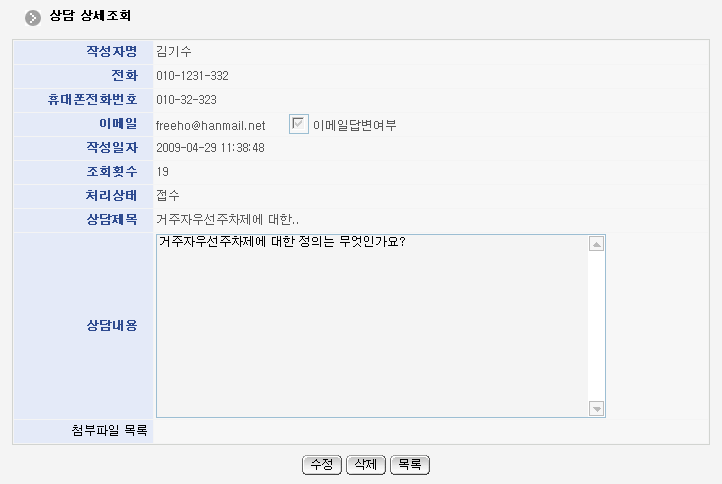 상담 상세조회
작성자명 김기수
전화 010-1231-332
휴대폰전화번호 010-32-323
이메일 freeho@hanmail.net 이메일답변여부
작성일자 2009-04-29 11:38:48
조회횟수 19
처리상태 접수
상담제목 거주자우선주차제에 대한..
상담내용 거주자우선주차제에 대한 정의는 무엇인가요?
첨부파일 목록
수정 삭제 목록